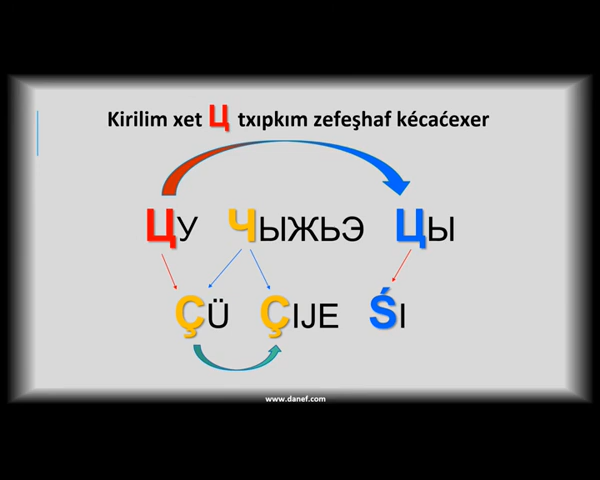 Kirilim xet Ц txıpkım zefeşhaf kécaćexer
ЦУ ЧЫЖЬЭ ЦЫ
ÇÜ ÇIJE ŚI
www.danef.com